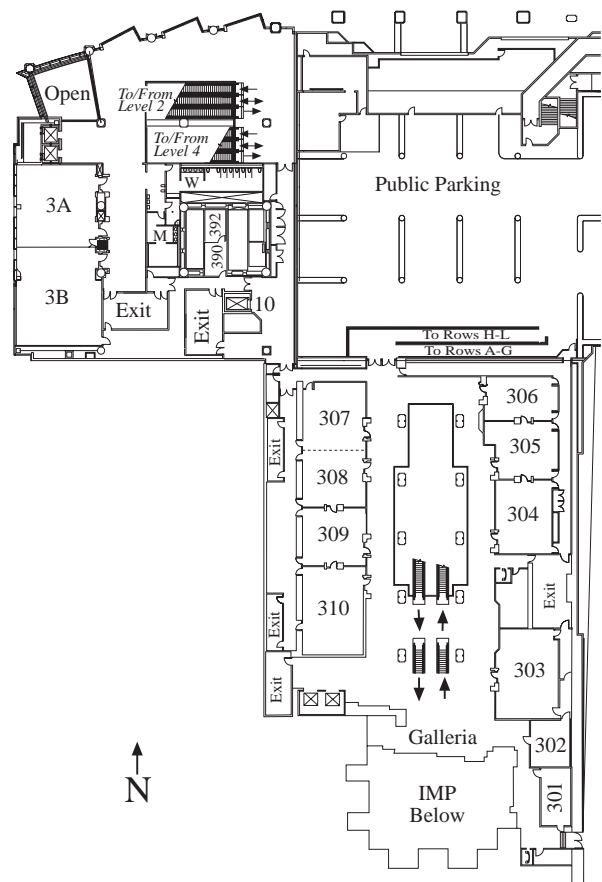 Open
To/From
Level 2
To/From
Level 4
W
3A
Public Parking
392
M
390
3B
10
Exit
Exit
To Rows H-L
To Rows A-G
306
307
305
Exit
308
304
309
310
Exit
Exit
303
Exit
Galleria
302
N
IMP
Below
301